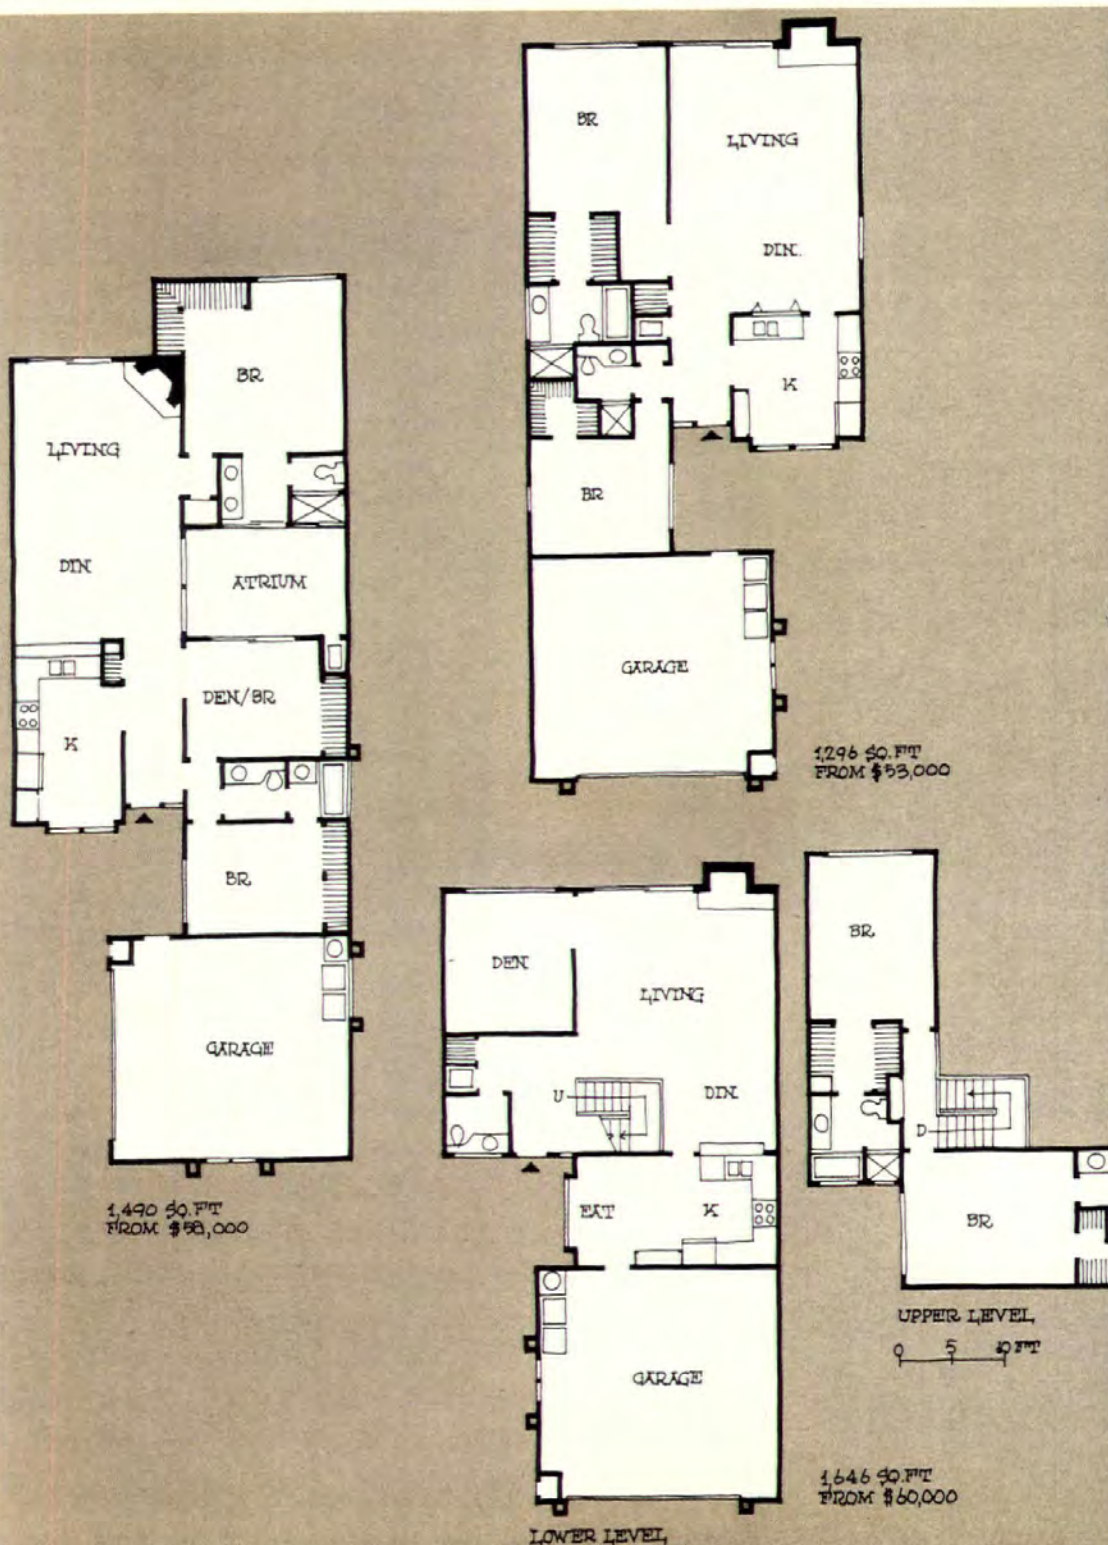 BR
LIVING
DIN
ATRIUM
DEN/BR
K
BR
GARAGE
1,490 SQ.FT
FROM $58,000
BR
LIVING
DIN.
K
BR
GARAGE
1,296 SQ.FT
FROM $53,000
DEN
LIVING
U
DIN.
EAT
K
GARAGE
LOWER LEVEL
BR
D
BR
UPPER LEVEL
0 5 10 FT
1,646 SQ.FT
FROM $60,000